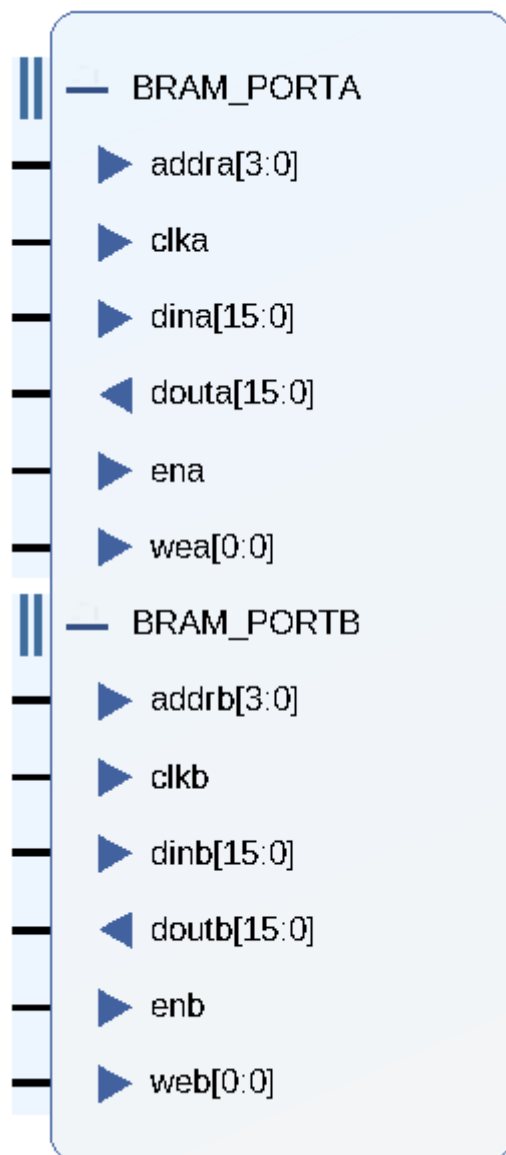 BRAM_PORTA
addra[3:0]
clka
dina[15:0]
douta[15:0]
ena
wea[0:0]
BRAM_PORTB
addrb[3:0]
clkb
dinb[15:0]
doutb[15:0]
enb
web[0:0]